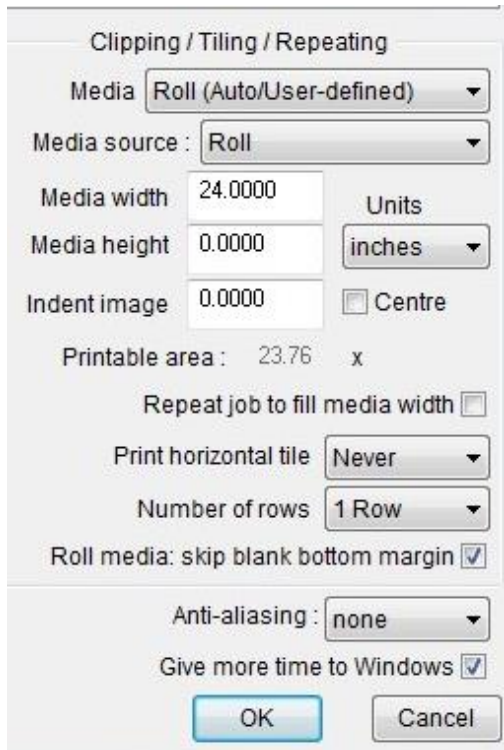 Clipping / Tiling / Repeating
Media Roll (Auto/User-defined)
Media source : Roll
Media width 24.0000 Units
Media height 0.0000 inches
Indent image 0.0000 Centre
Printable area : 23.76 x
Repeat job to fill media width
Print horizontal tile Never
Number of rows 1 Row
Roll media: skip blank bottom margin
Anti-aliasing : none
Give more time to Windows
OK Cancel